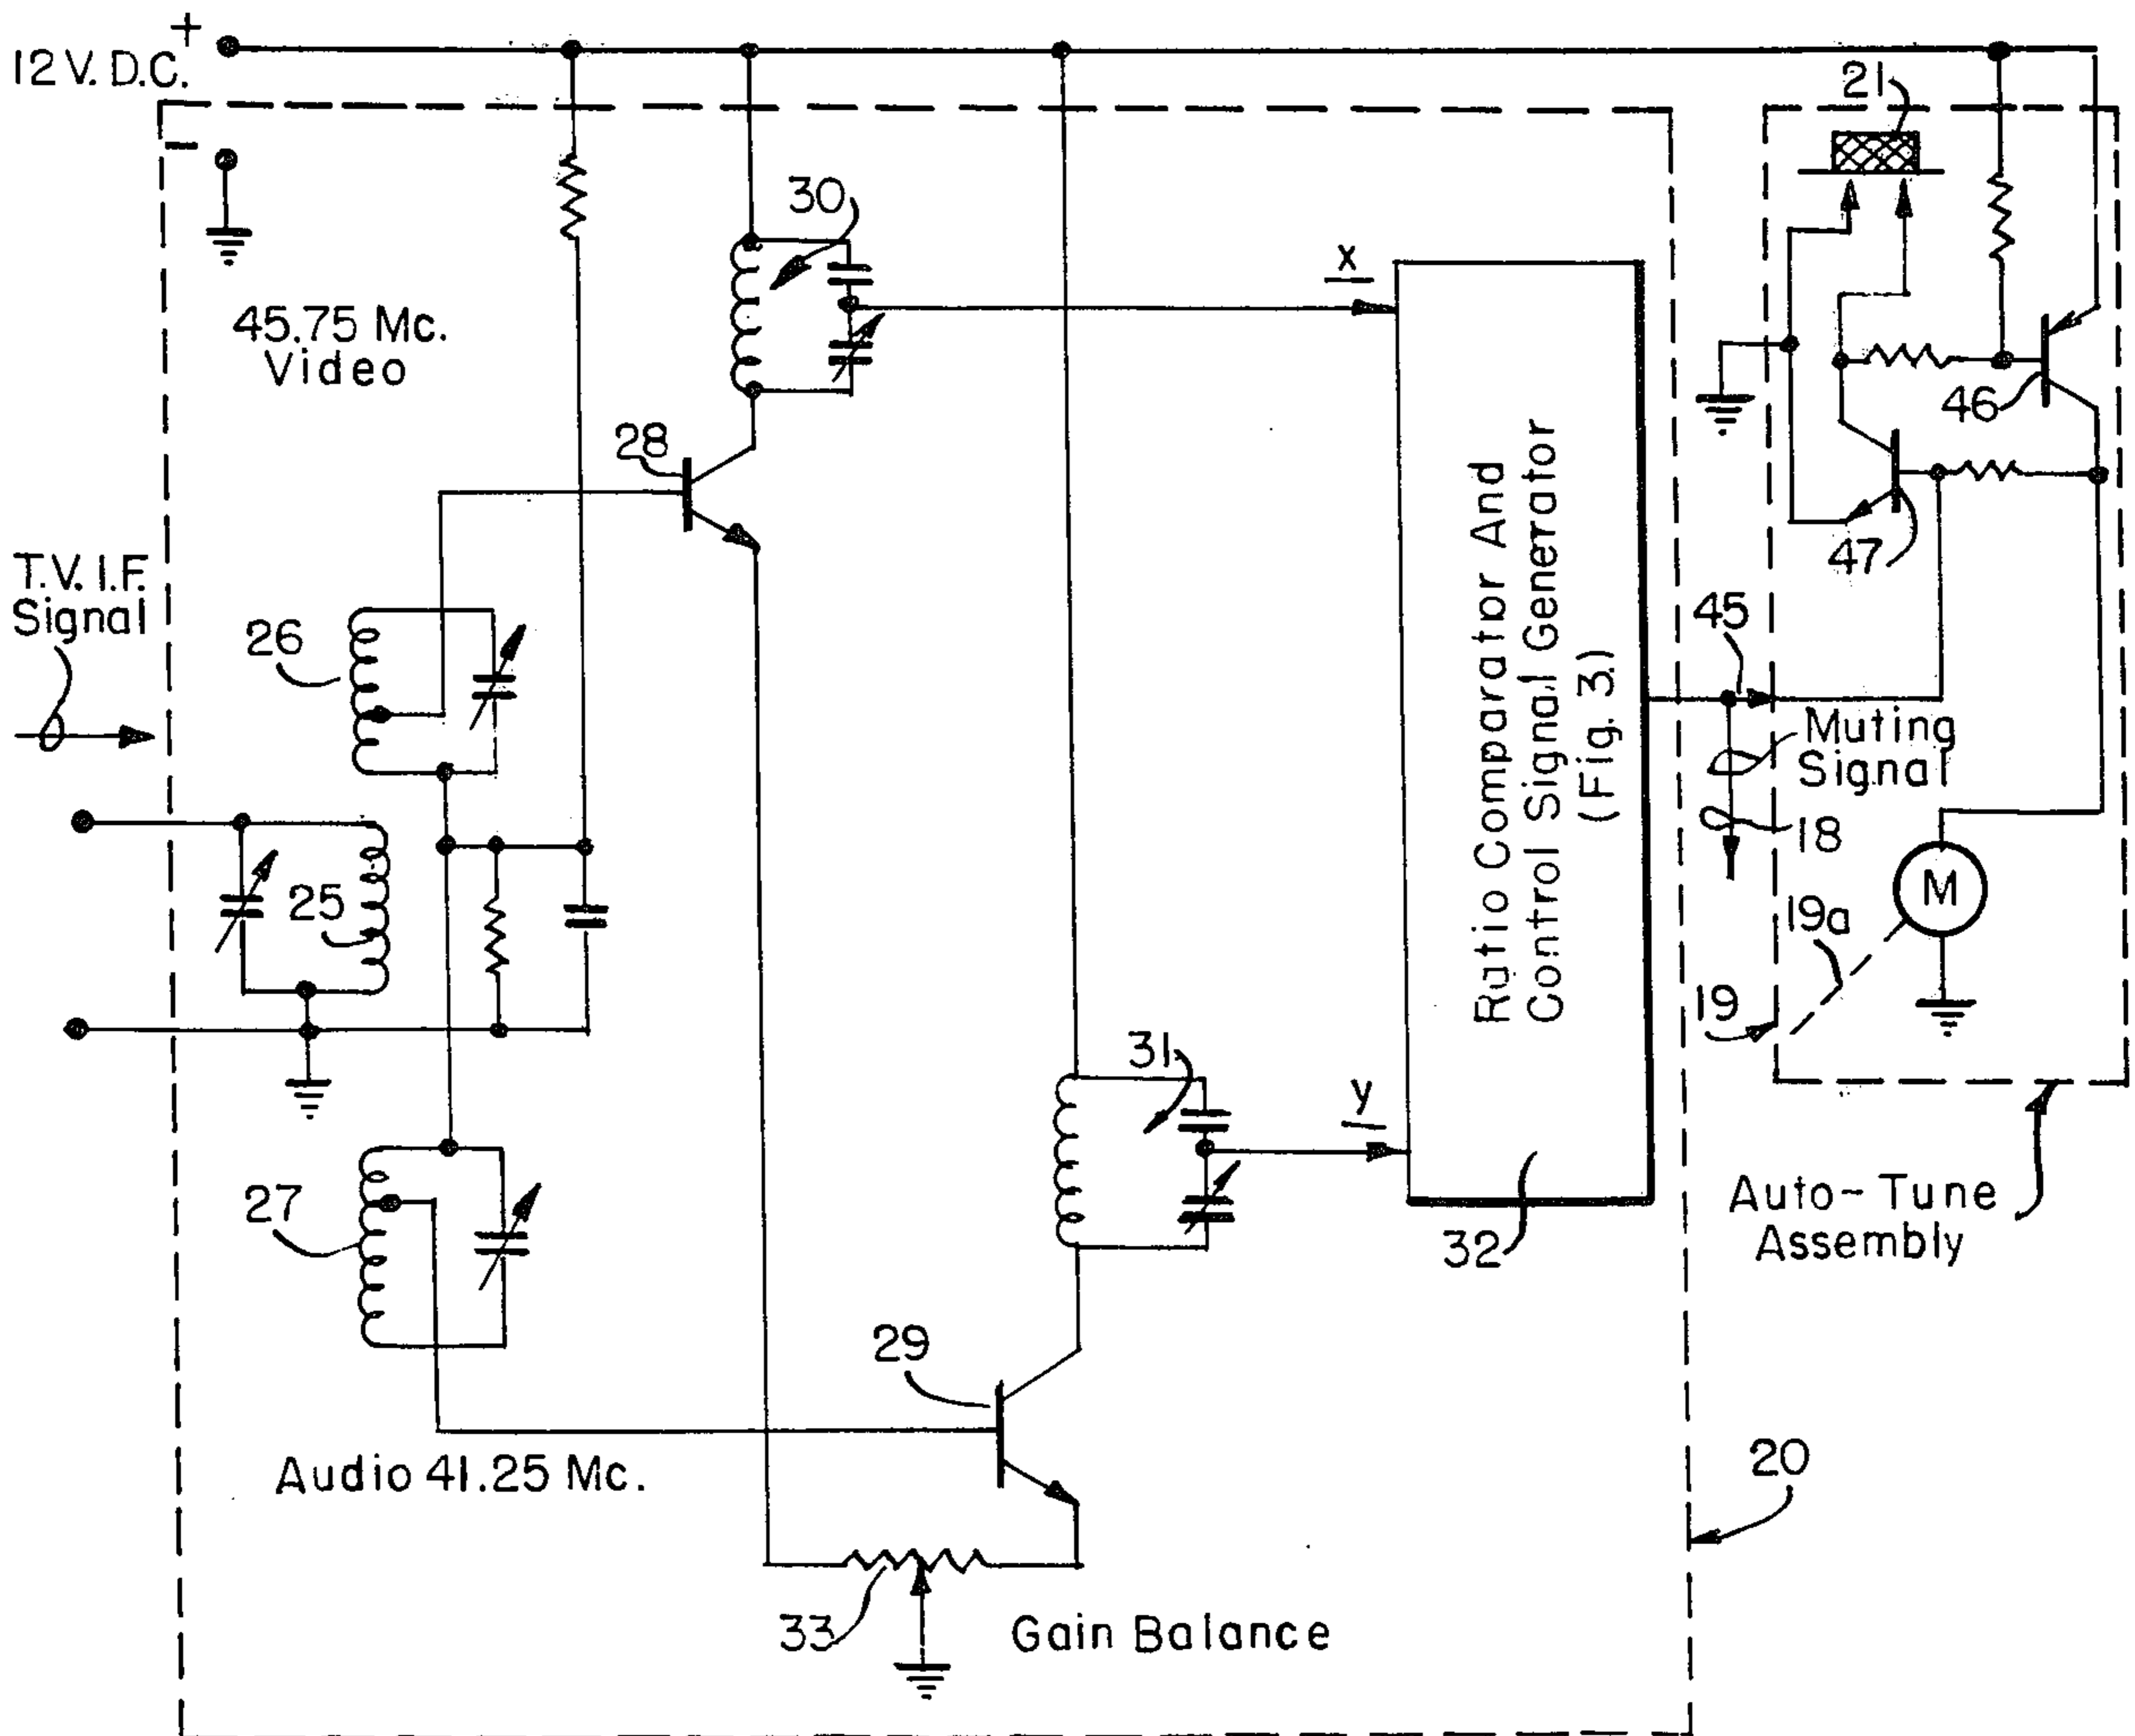 +
12 V. D.C.
-
21
30
x
45.75 Mc.
Video
46
28
47
T.V. I.F.
Signal
26
45
Ratio Comparator And
Control Signal Generator
(Fig. 3.)
Muting
Signal
18
25
M
19a
19
31
y
27
32
Auto-Tune
Assembly
29
Audio 41.25 Mc.
20
33
Gain Balance